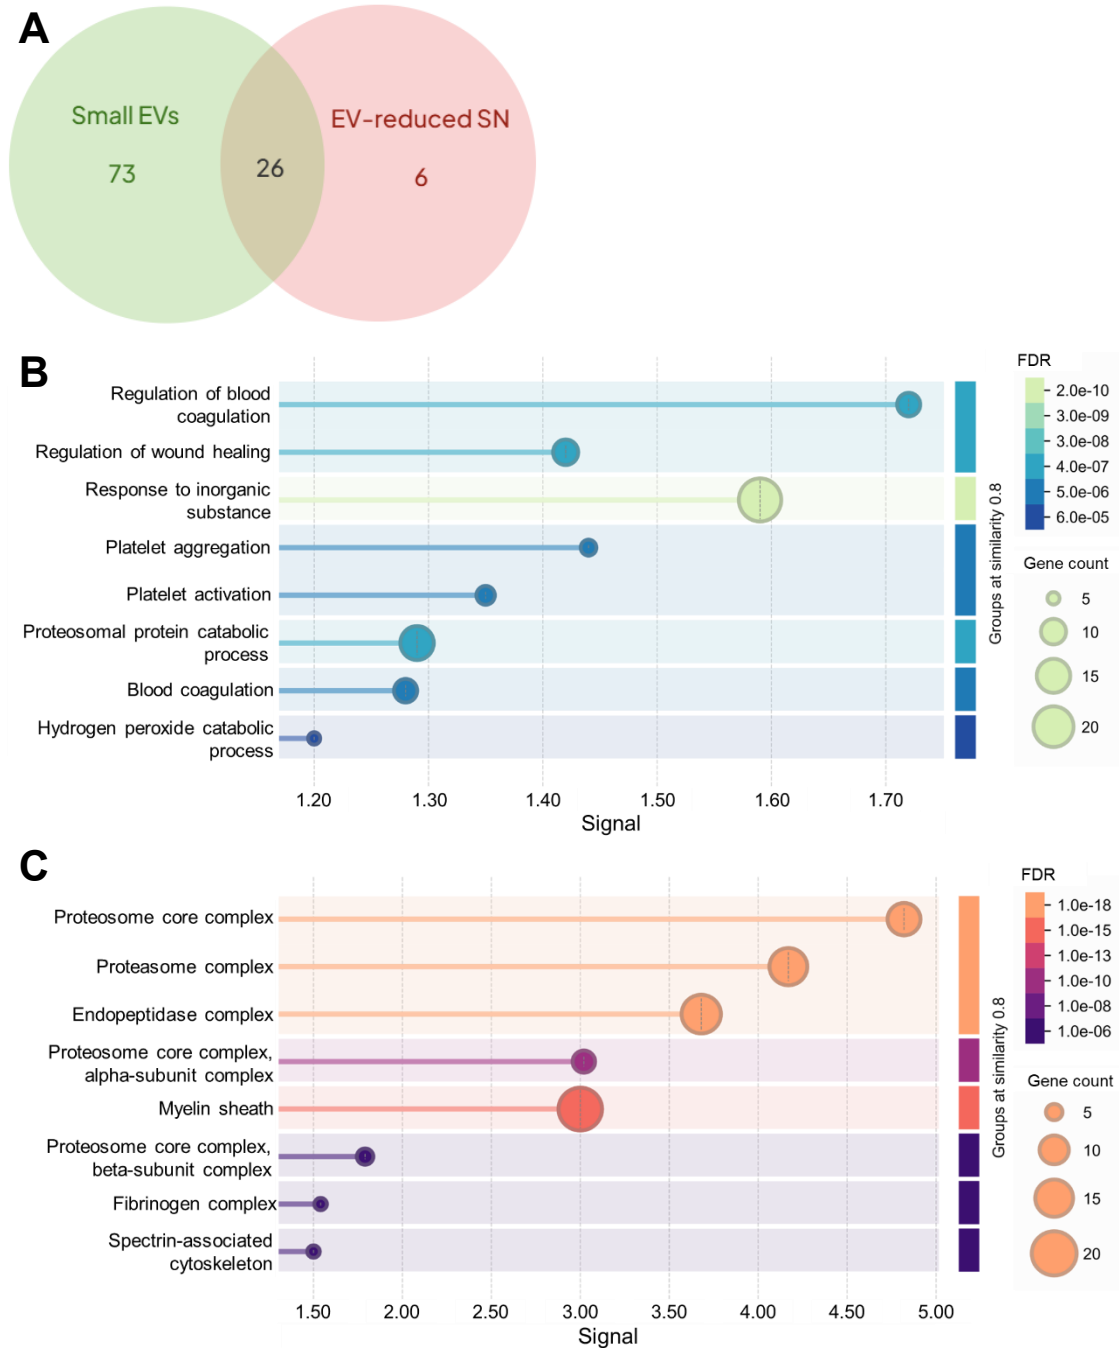 A
Small EVs
EV-reduced SN
73
26
6
B
FDR
Regulation of blood
coagulation
Regulation of wound healing
Response to inorganic
substance
Platelet aggregation
Platelet activation
Proteosomal protein catabolic
process
Blood coagulation
Hydrogen peroxide catabolic
process
1.20 1.30 1.40 1.50 1.60 1.70
Signal
Groups at similarity 0.8
2.0e-10
3.0e-09
3.0e-08
4.0e-07
5.0e-06
6.0e-05
Gene count
5
10
15
20
C
FDR
Proteosome core complex
Proteasome complex
Endopeptidase complex
Proteosome core complex,
alpha-subunit complex
Myelin sheath
Proteosome core complex,
beta-subunit complex
Fibrinogen complex
Spectrin-associated
cytoskeleton
1.50 2.00 2.50 3.00 3.50 4.00 4.50 5.00
Signal
Groups at similarity 0.8
1.0e-18
1.0e-15
1.0e-13
1.0e-10
1.0e-08
1.0e-06
Gene count
5
10
15
20